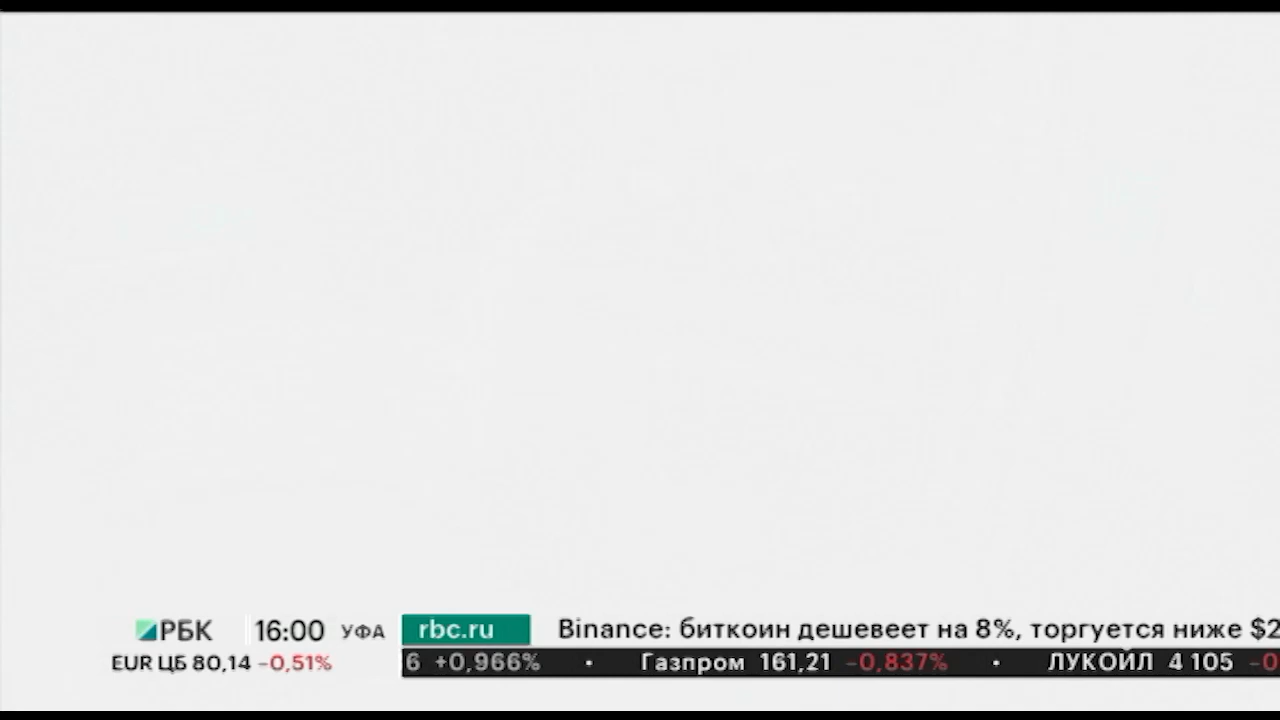 РБК 16:00 УФА rbc.ru Binance: биткоин дешевеет на 8%, торгуется ниже $2
EUR ЦБ 80,14 -0,51% 6 +0,966% · Газпром 161,21 -0,837% · ЛУКОЙЛ 4 105 -0